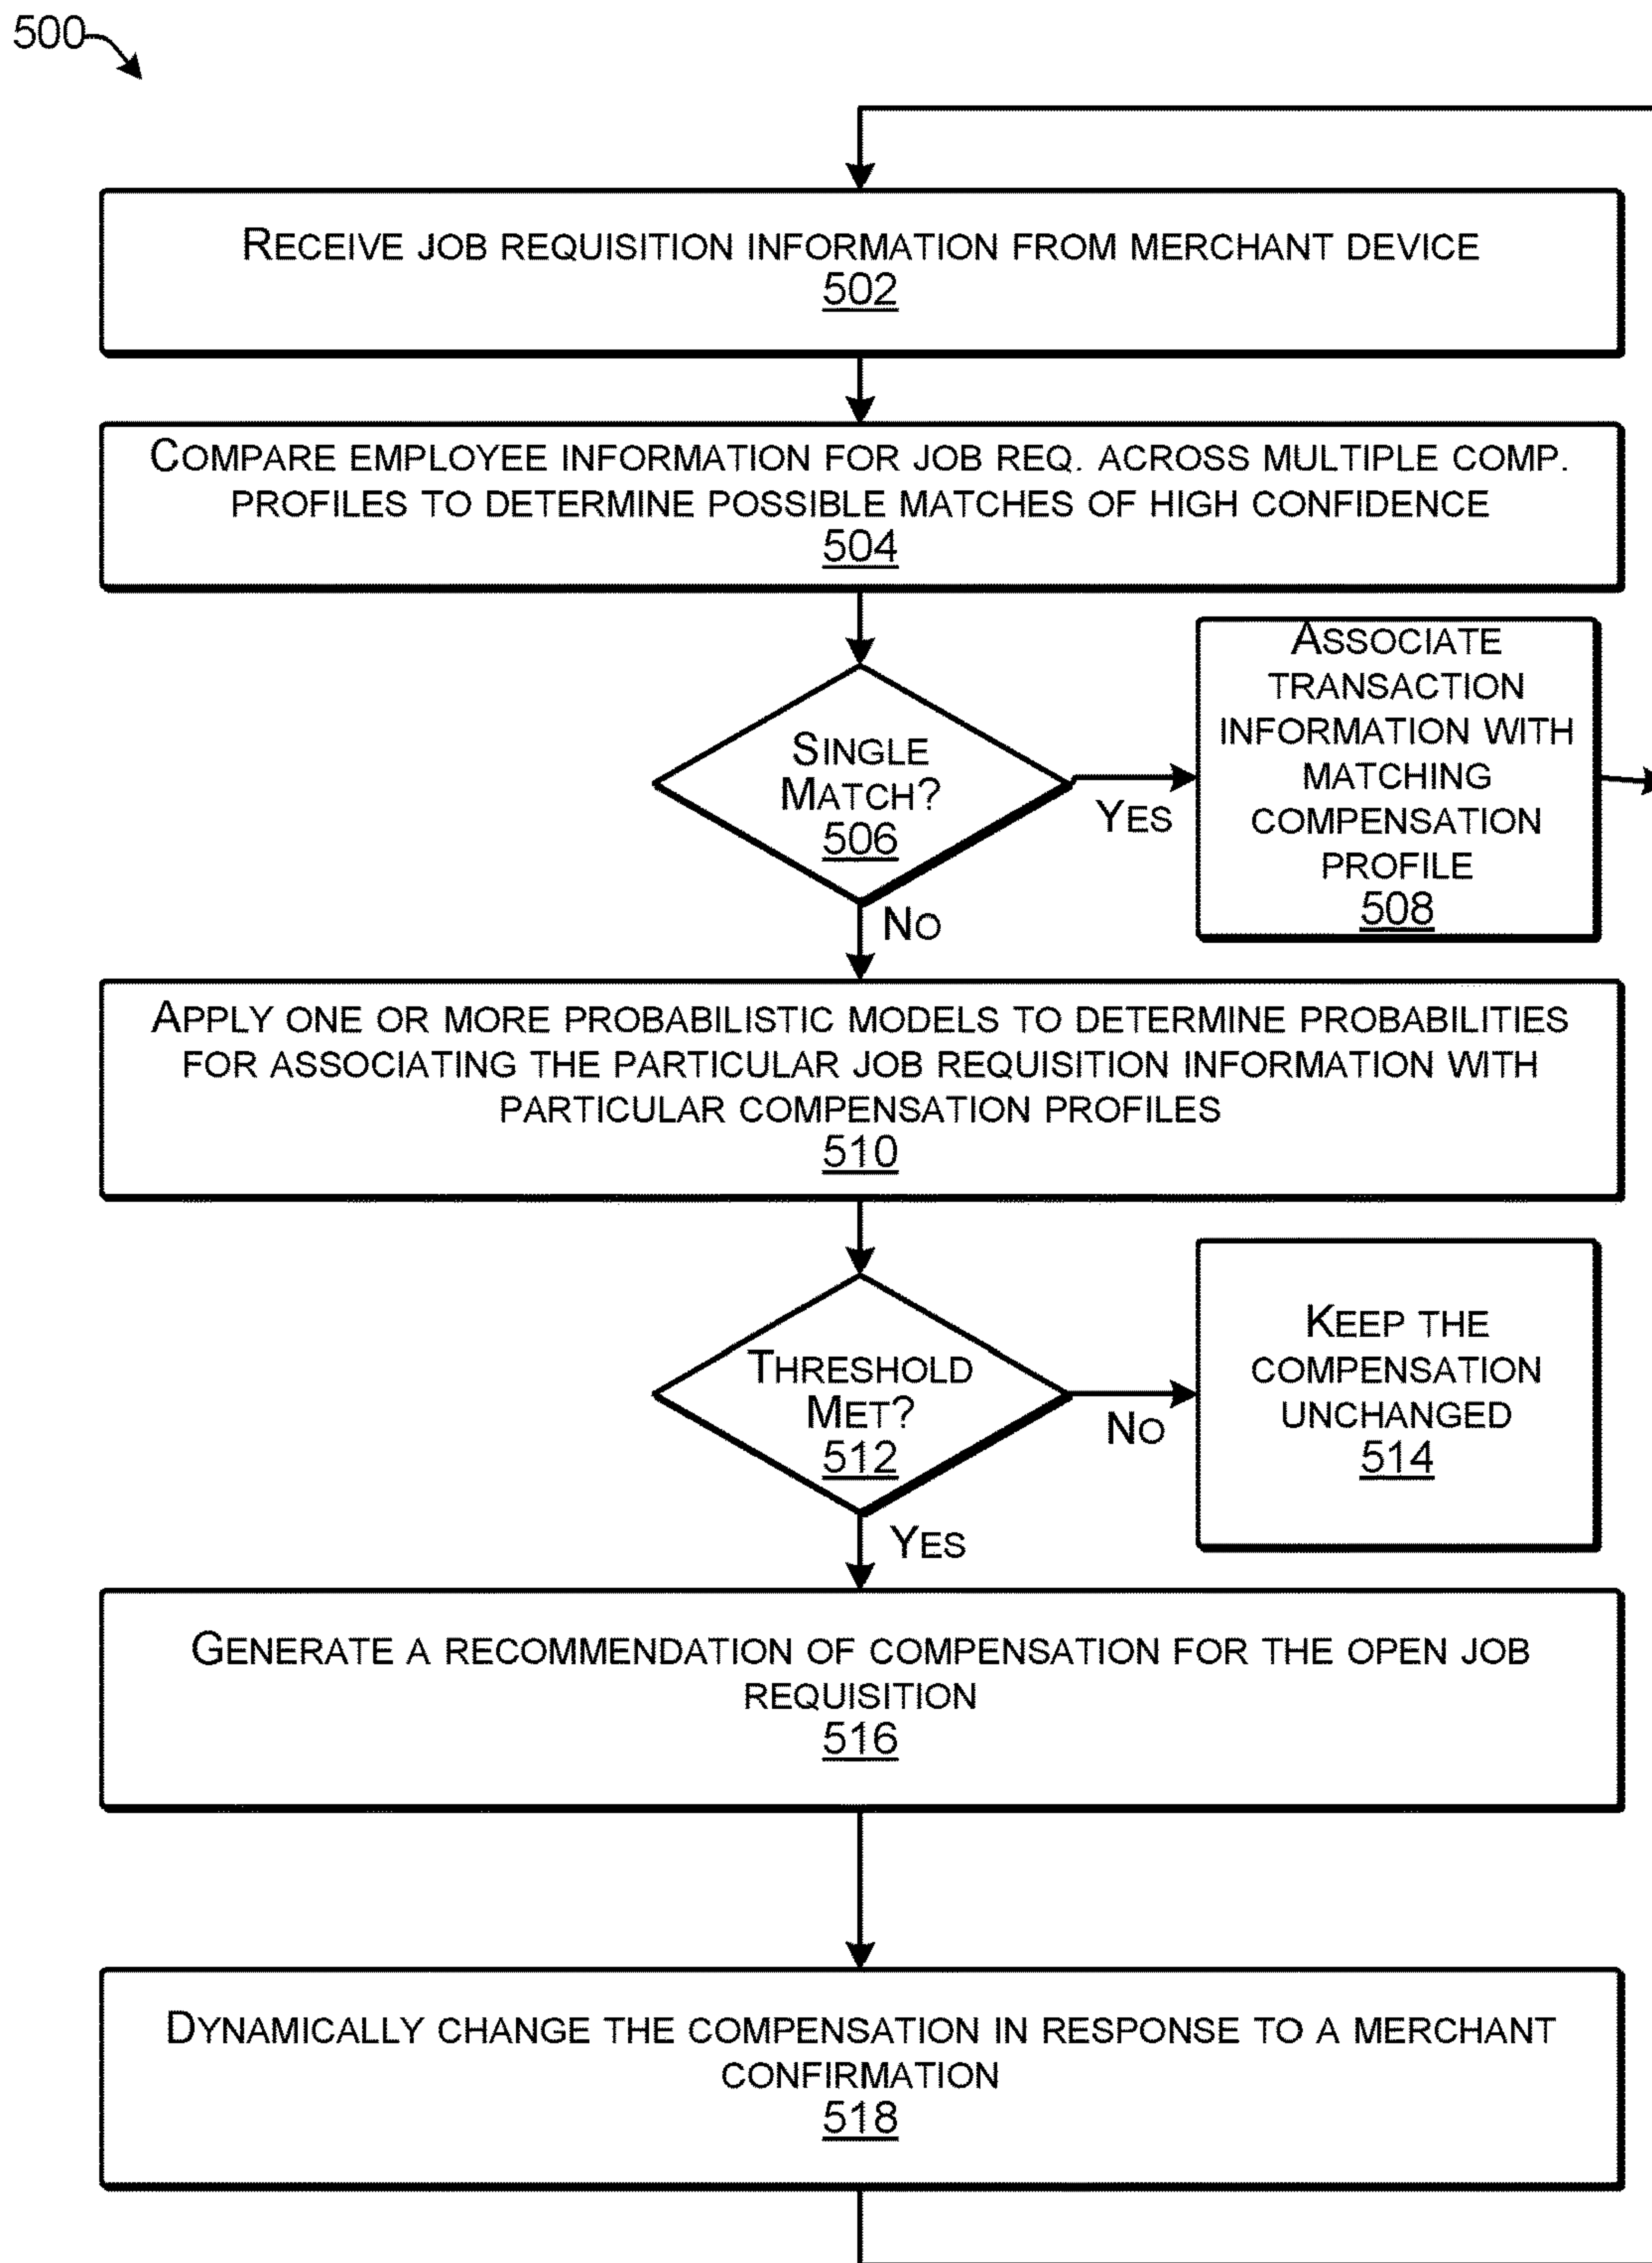 500
RECEIVE JOB REQUISITION INFORMATION FROM MERCHANT DEVICE
502
COMPARE EMPLOYEE INFORMATION FOR JOB REQ. ACROSS MULTIPLE COMP.
PROFILES TO DETERMINE POSSIBLE MATCHES OF HIGH CONFIDENCE
504
SINGLE
MATCH?
506
YES
ASSOCIATE
TRANSACTION
INFORMATION WITH
MATCHING
COMPENSATION
PROFILE
508
NO
APPLY ONE OR MORE PROBABILISTIC MODELS TO DETERMINE PROBABILITIES
FOR ASSOCIATING THE PARTICULAR JOB REQUISITION INFORMATION WITH
PARTICULAR COMPENSATION PROFILES
510
THRESHOLD
MET?
512
NO
KEEP THE
COMPENSATION
UNCHANGED
514
YES
GENERATE A RECOMMENDATION OF COMPENSATION FOR THE OPEN JOB
REQUISITION
516
DYNAMICALLY CHANGE THE COMPENSATION IN RESPONSE TO A MERCHANT
CONFIRMATION
518